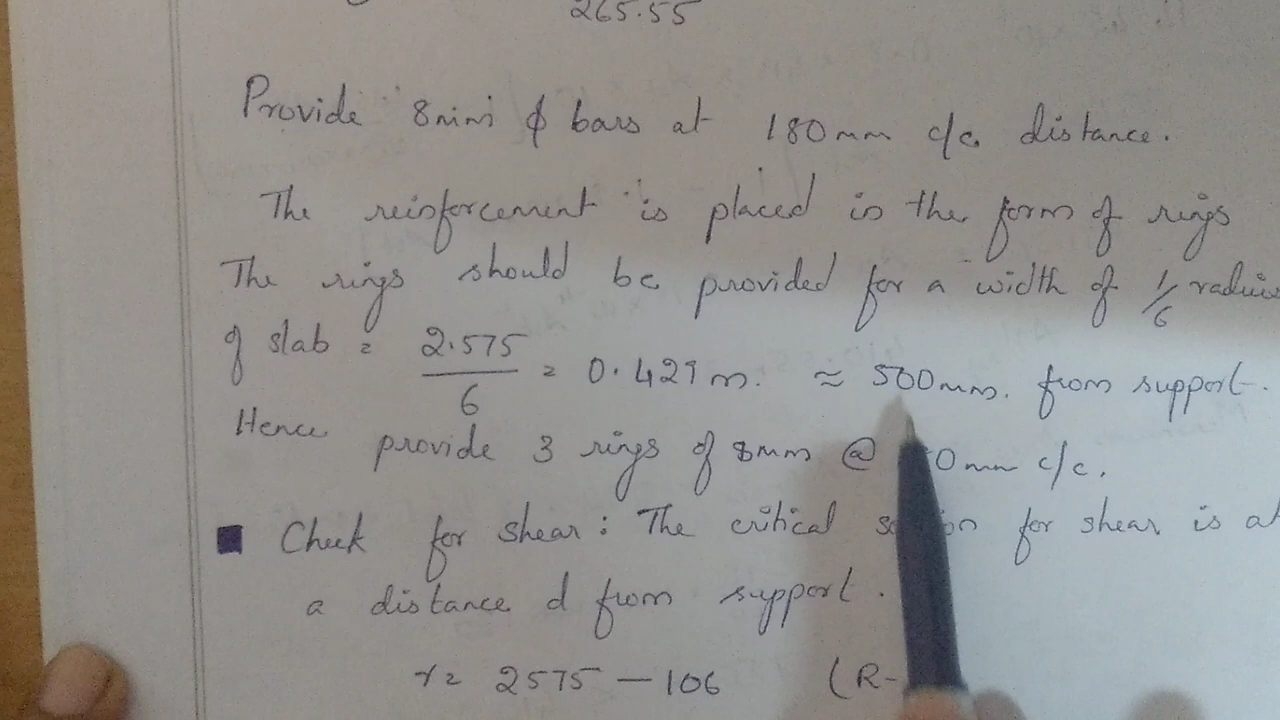 265.55
Provide 8mm ϕ bars at 180mm c/c. distance.
The reinforcement is placed in the form of rings
The rings should be provided for a width of 1/6 radius
of slab = 2.575/6 = 0.429 m. ≈ 500mm. from support.
Hence provide 3 rings of 8mm @ 0mm c/c.
Check for shear: The critical for shear is at
a distance d from support.
r = 2575 - 106 (R-